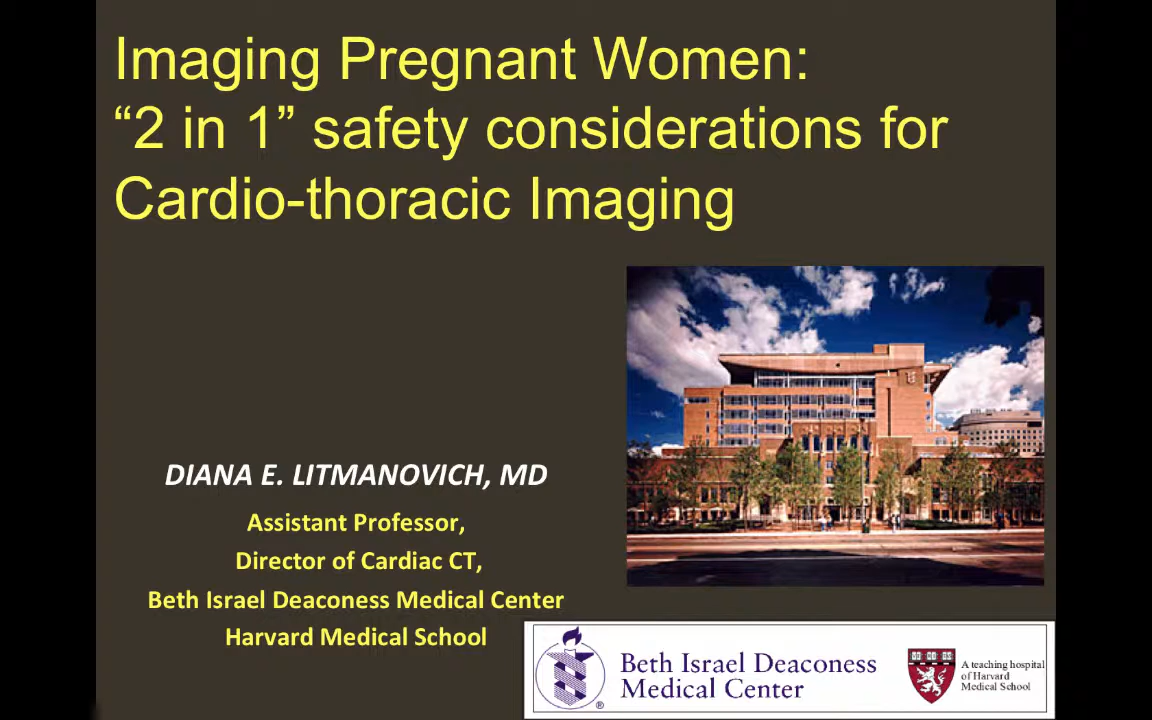 Imaging Pregnant Women:
“2 in 1” safety considerations for
Cardio-thoracic Imaging
DIANA E. LITMANOVICH, MD
Assistant Professor,
Director of Cardiac CT,
Beth Israel Deaconess Medical Center
Harvard Medical School
Beth Israel Deaconess
Medical Center
®
A teaching hospital
of Harvard
Medical School